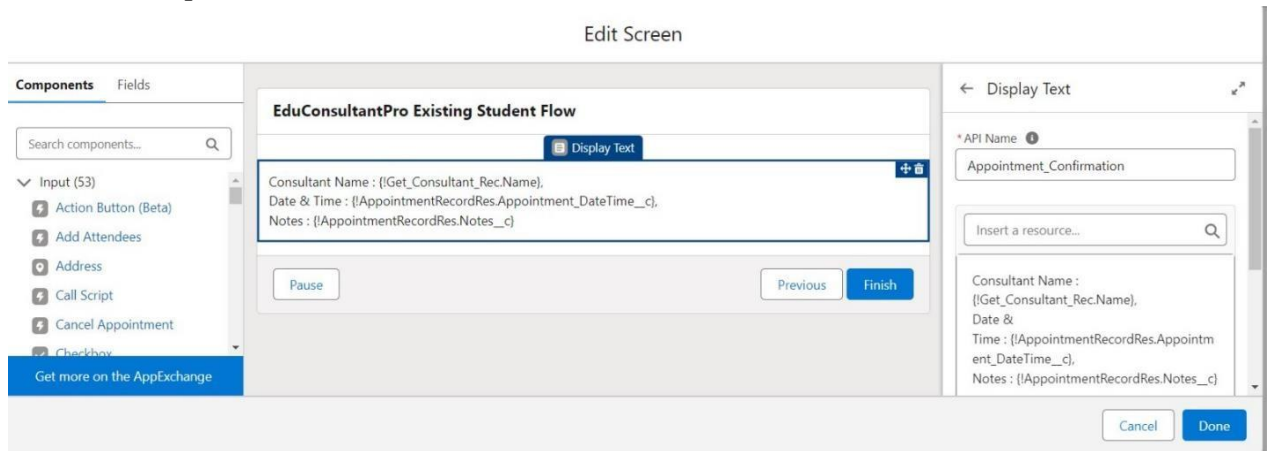 Edit Screen
Components Fields
Search components...
Input (53)
Action Button (Beta)
Add Attendees
Address
Call Script
Cancel Appointment
Checkbox
Get more on the AppExchange
EduConsultantPro Existing Student Flow
Display Text
Consultant Name : {!Get_Consultant_Rec.Name},
Date & Time : {!AppointmentRecordRes.Appointment_DateTime__c},
Notes : {!AppointmentRecordRes.Notes__c}
Pause Previous Finish
Display Text
*API Name
Appointment_Confirmation
Insert a resource...
Consultant Name :
{!Get_Consultant_Rec.Name},
Date &
Time : {!AppointmentRecordRes.Appointm
ent_DateTime__c},
Notes : {!AppointmentRecordRes.Notes__c}
Cancel Done